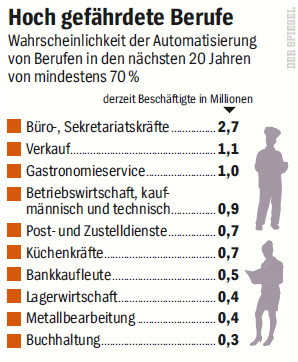 Hoch gefährdete Berufe
Wahrscheinlichkeit der Automatisierung
von Berufen in den nächsten 20 Jahren
von mindestens 70 %
DER SPIEGEL
derzeit Beschäftigte in Millionen
Büro-, Sekretariatskräfte 2,7
Verkauf 1,1
Gastronomieservice 1,0
Betriebswirtschaft, kauf-
männisch und technisch 0,9
Post- und Zustelldienste 0,7
Küchenkräfte 0,7
Bankkaufleute 0,5
Lagerwirtschaft 0,4
Metallbearbeitung 0,4
Buchhaltung 0,3